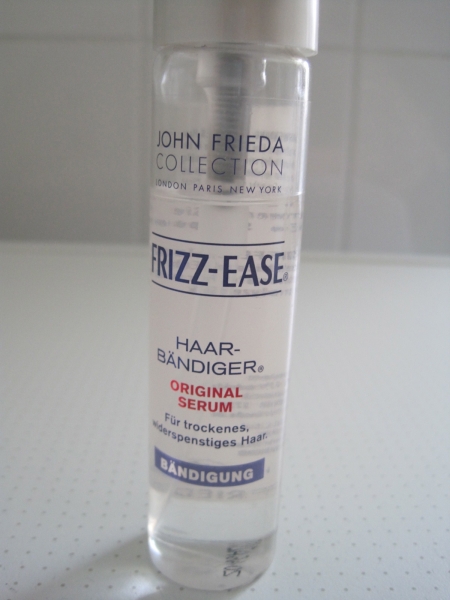 JOHN FRIEDA
COLLECTION
LONDON PARIS NEW YORK
FRIZZ-EASE®
HAAR-
BÄNDIGER®
ORIGINAL
SERUM
Für trockenes,
widerspenstiges Haar.
BÄNDIGUNG